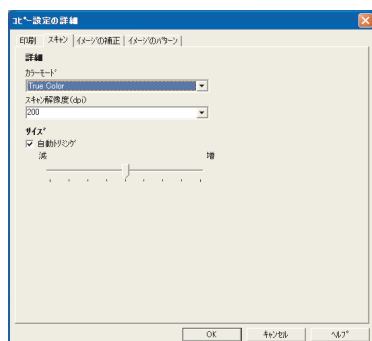 ｺﾋﾟｰ設定の詳細
印刷 スキャン イメージの補正 イメージのパターン
詳細
カラーモード
True Color
スキャン解像度(dpi)
200
サイズ
自動トリミング
減 増
OK キャンセル ヘルプ